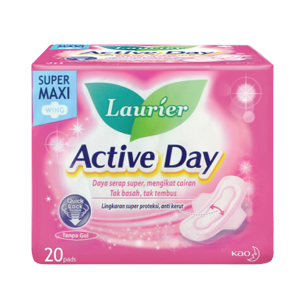 SUPER
MAXI
WING
Laurier
Active Day
Daya serap super, mengikat cairan
Tak basah, tak tembus
Lingkaran super proteksi, anti kerut
Quick
Lock
Tanpa Gel
20 pads
Kao